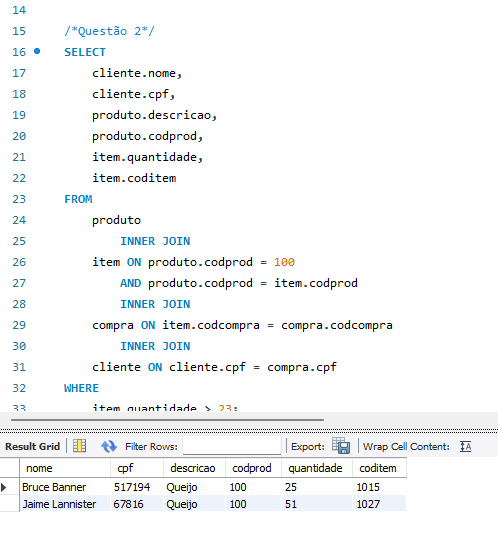 14
15 /*Questão 2*/
16 SELECT
17 cliente.nome,
18 cliente.cpf,
19 produto.descricao,
20 produto.codprod,
21 item.quantidade,
22 item.coditem
23 FROM
24 produto
25 INNER JOIN
26 item ON produto.codprod = 100
27 AND produto.codprod = item.codprod
28 INNER JOIN
29 compra ON item.codcompra = compra.codcompra
30 INNER JOIN
31 cliente ON cliente.cpf = compra.cpf
32 WHERE
33 item.quantidade > 23;
Result Grid Filter Rows: Export: Wrap Cell Content:
nome cpf descricao codprod quantidade coditem
Bruce Banner 517194 Queijo 100 25 1015
Jaime Lannister 67816 Queijo 100 51 1027